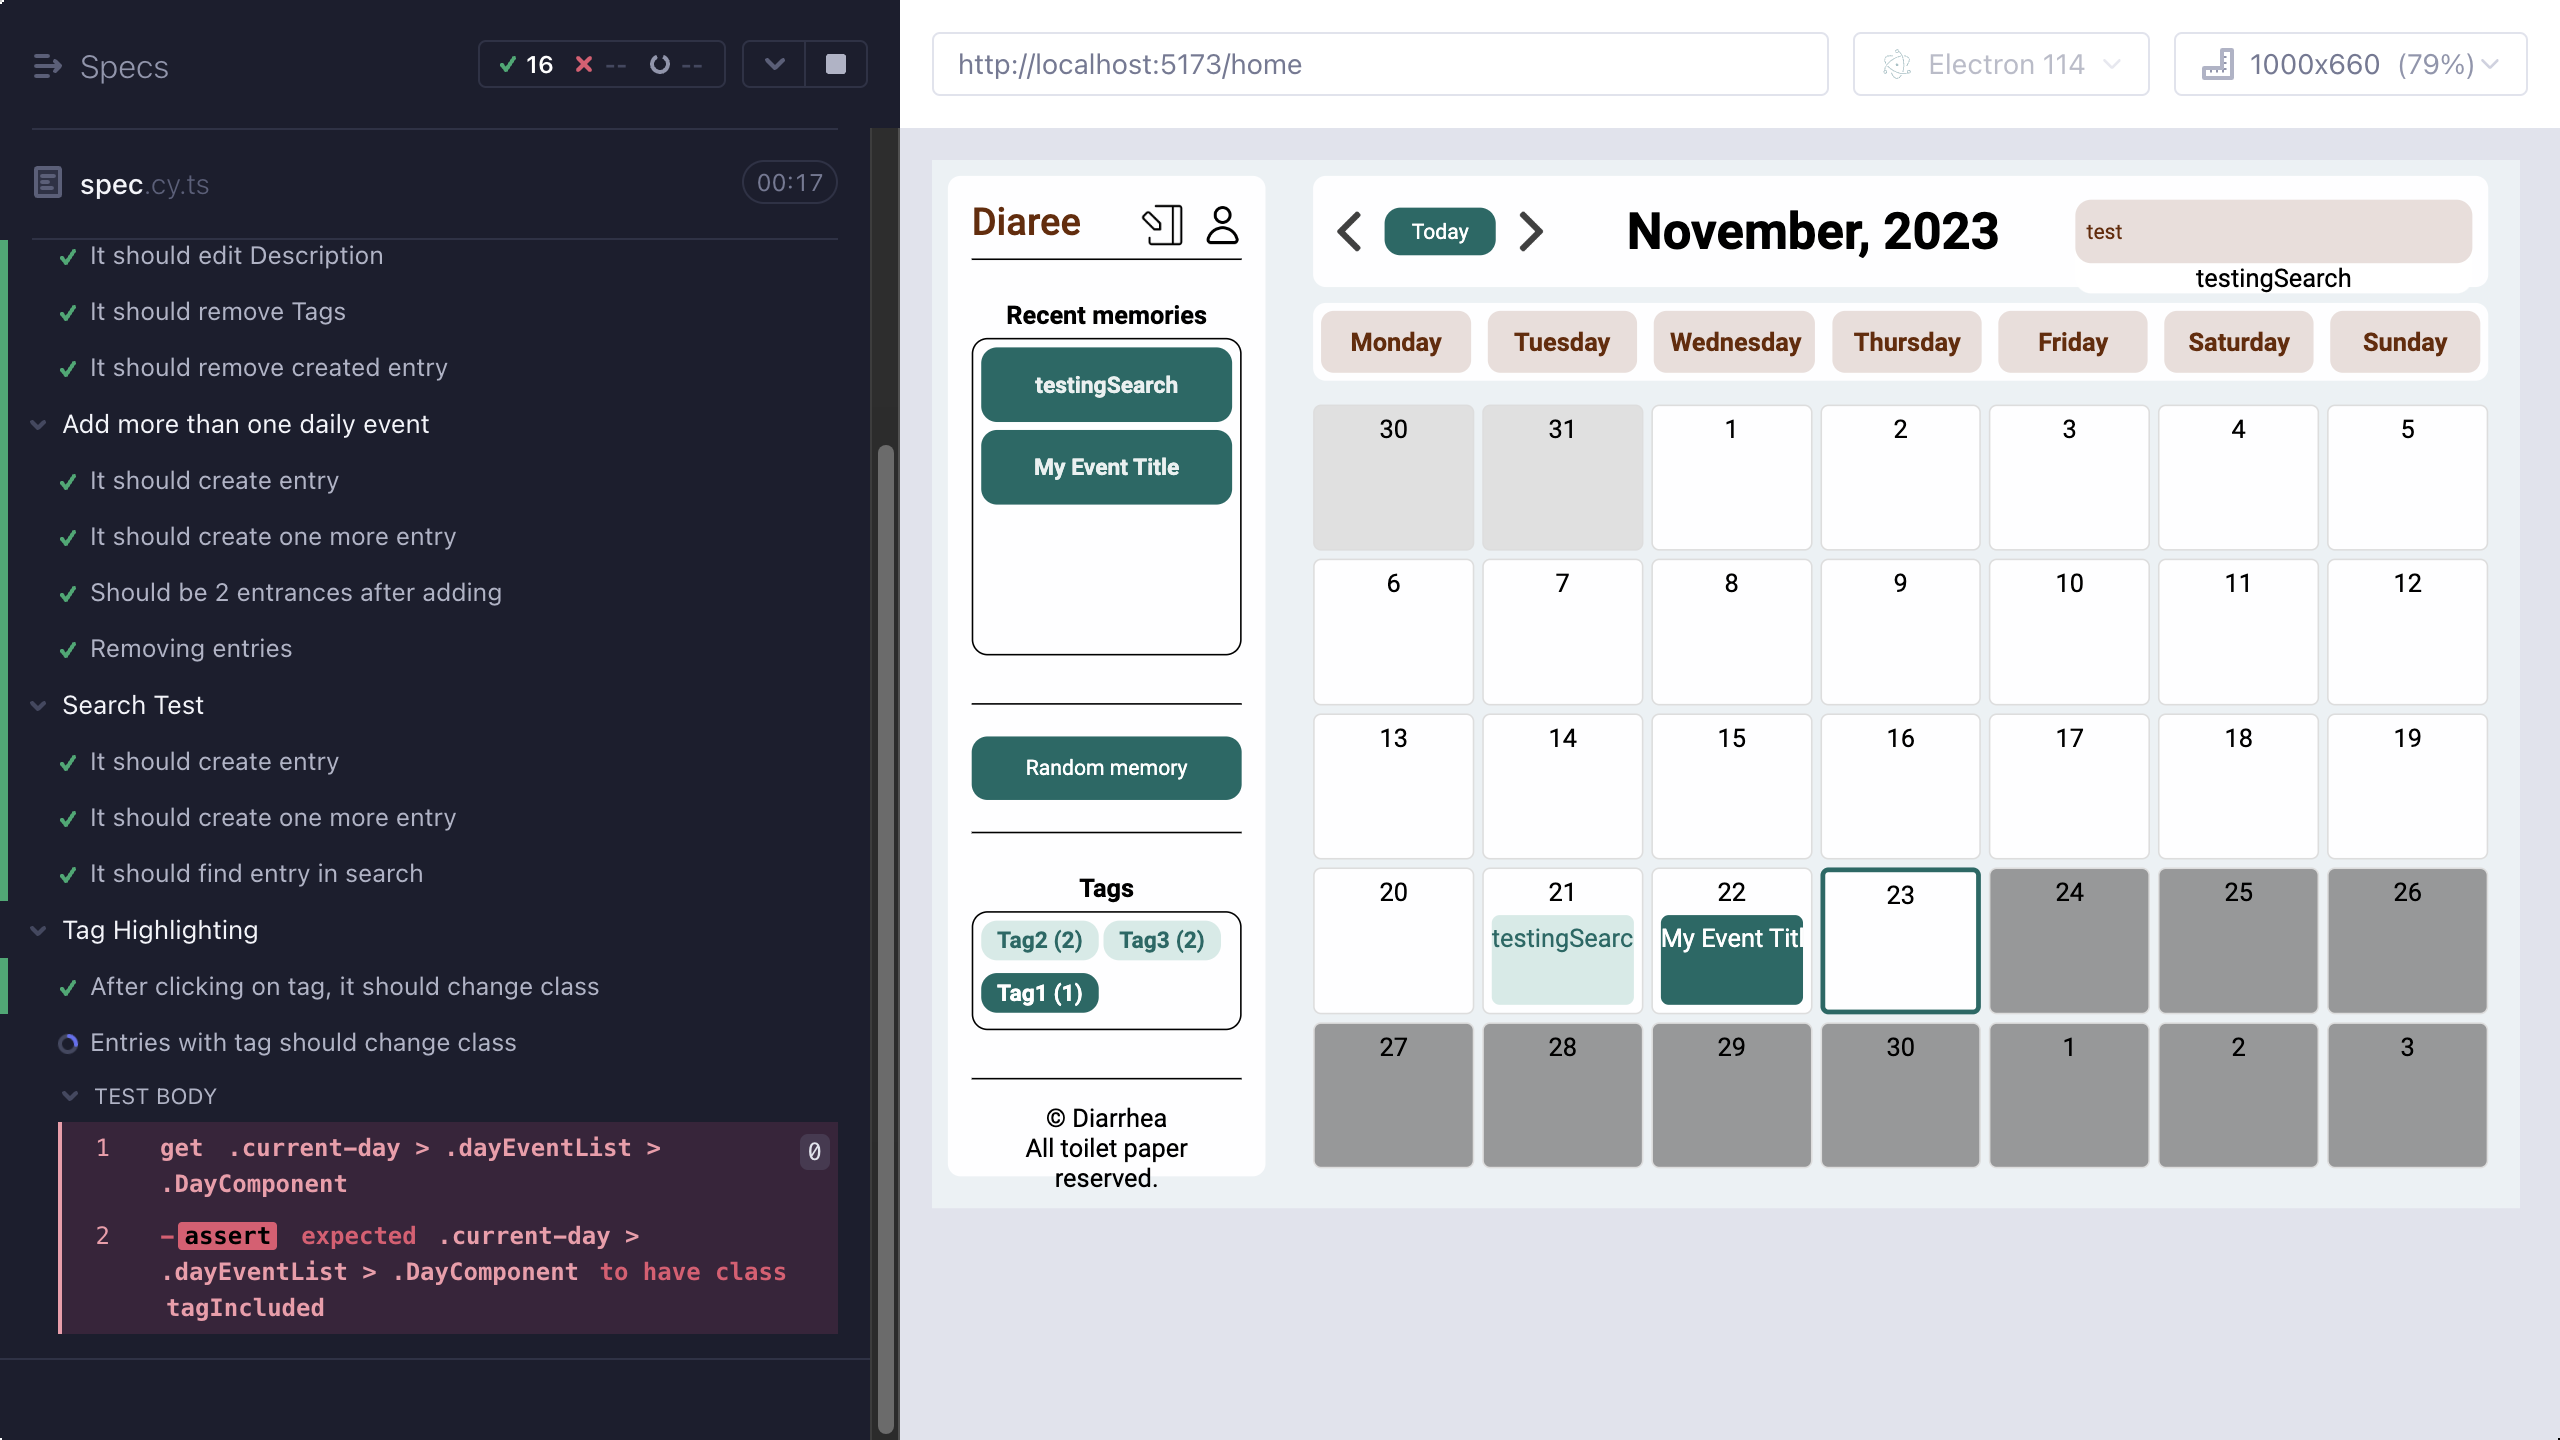 Specs
16 -- --
spec.cy.ts
00:17
It should edit Description
It should remove Tags
It should remove created entry
Add more than one daily event
It should create entry
It should create one more entry
Should be 2 entrances after adding
Removing entries
Search Test
It should create entry
It should create one more entry
It should find entry in search
Tag Highlighting
After clicking on tag, it should change class
Entries with tag should change class
TEST BODY
1 get .current-day > .dayEventList >
.DayComponent
0
2 -assert expected .current-day >
.dayEventList > .DayComponent to have class
tagIncluded
http://localhost:5173/home
Electron 114
1000x660 (79%)
Diaree
Recent memories
testingSearch
My Event Title
Random memory
Tags
Tag2 (2) Tag3 (2)
Tag1 (1)
© Diarrhea
All toilet paper
reserved.
Today
November, 2023
test
testingSearch
Monday Tuesday Wednesday Thursday Friday Saturday Sunday
30 31 1 2 3 4 5
6 7 8 9 10 11 12
13 14 15 16 17 18 19
20 21 22 23 24 25 26
testingSearc My Event Titl
27 28 29 30 1 2 3